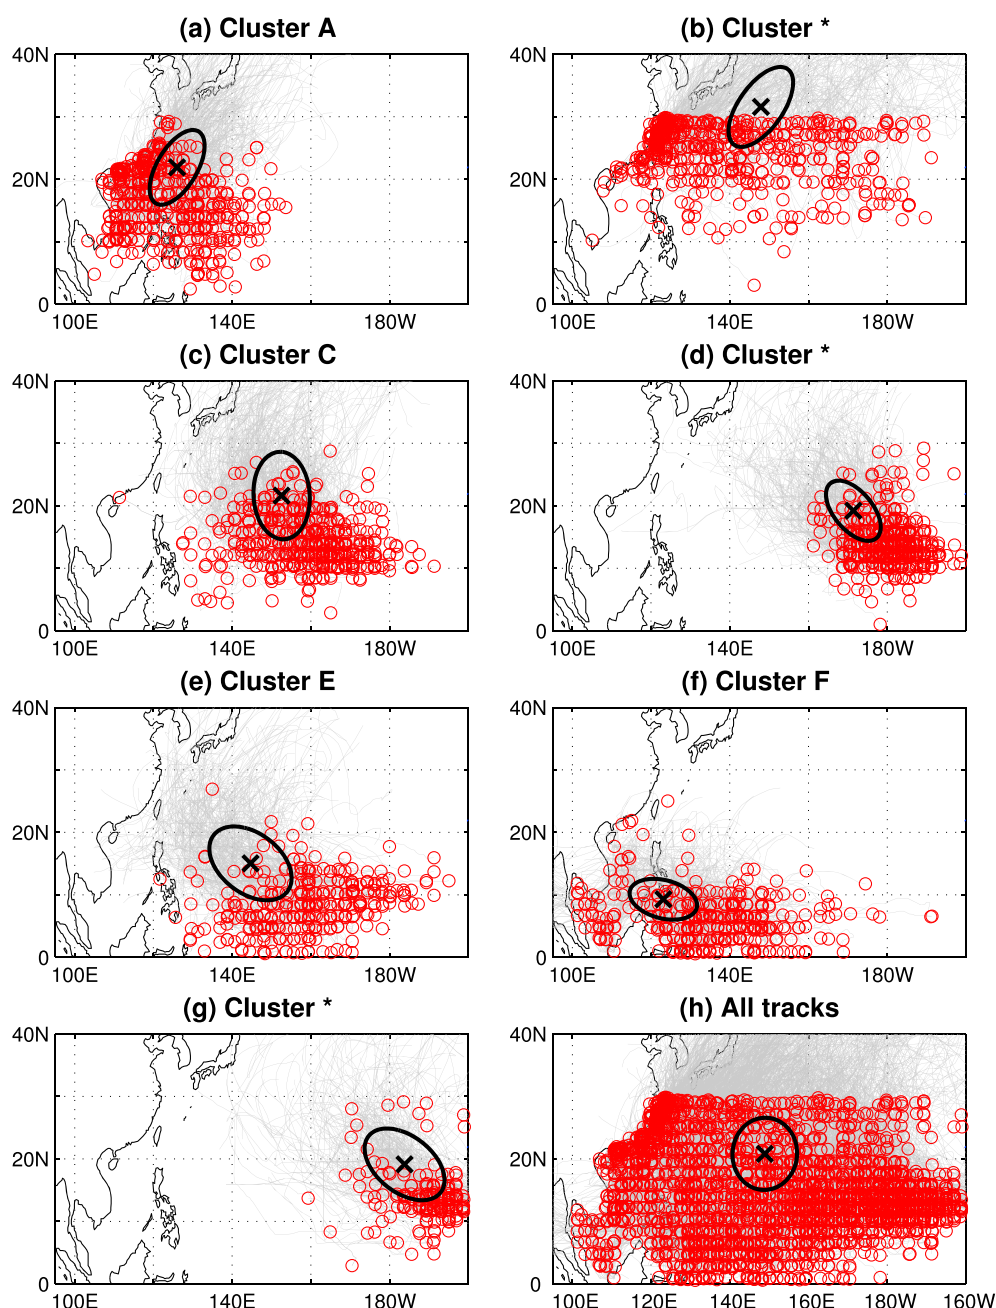 (a) Cluster A
(b) Cluster *
40N
20N
0
100E 140E 180W
40N
20N
0
100E 140E 180W
(c) Cluster C
(d) Cluster *
40N
20N
0
100E 140E 180W
40N
20N
0
100E 140E 180W
(e) Cluster E
(f) Cluster F
40N
20N
0
100E 140E 180W
40N
20N
0
100E 140E 180W
(g) Cluster *
(h) All tracks
40N
20N
0
100E 140E 180W
40N
20N
0
100E 140E 180W 160W